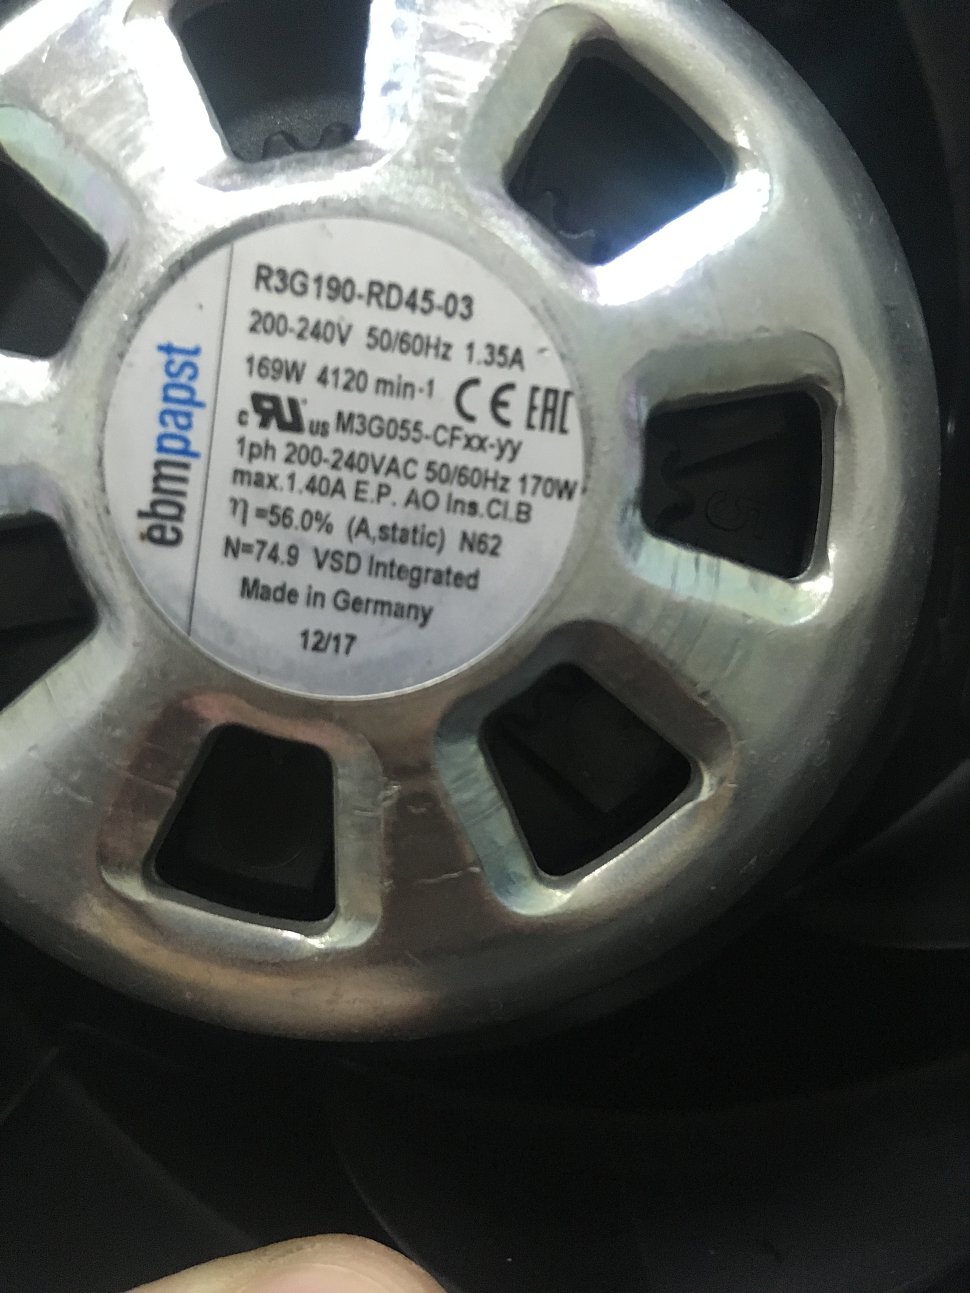 ebmpapst
R3G190-RD45-03
200-240V 50/60Hz 1.35A
169W 4120 min-1 CE EAC
c RU us M3G055-CFxx-yy
1ph 200-240VAC 50/60Hz 170W
max.1.40A E.P. AO Ins.Cl.B
η =56.0% (A,static) N62
N=74.9 VSD Integrated
Made in Germany
12/17